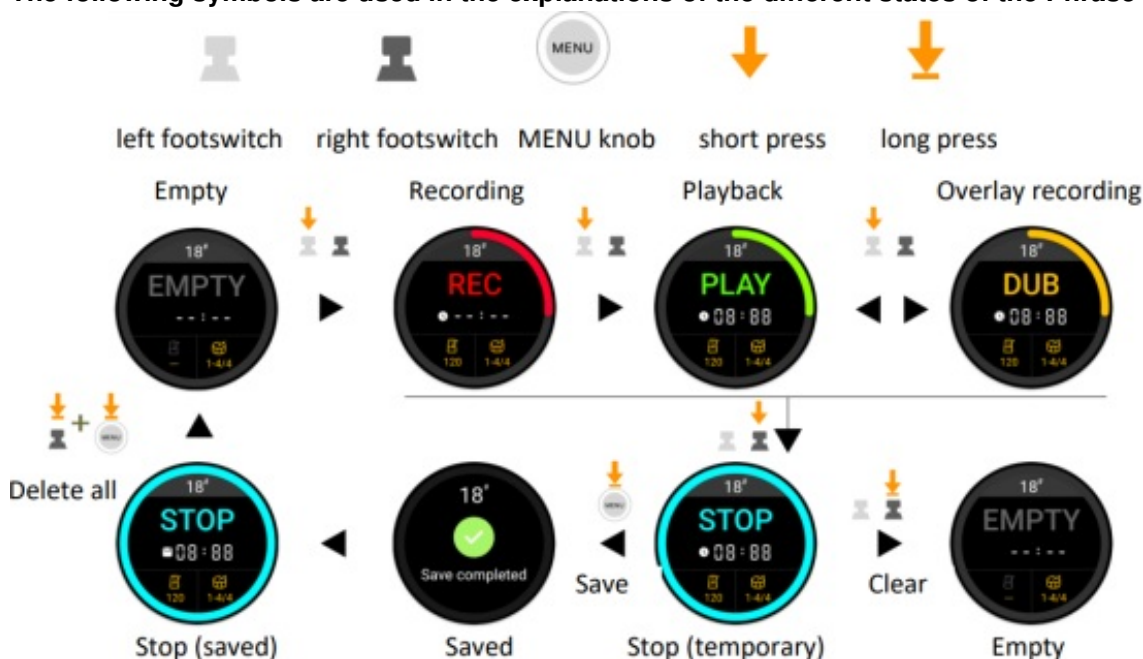 The following symbols are used in the explanations of the different states of the Phrase
MENU
left footswitch right footswitch MENU knob short press long press
Empty Recording Playback Overlay recording
18" 18" 18" 18"
EMPTY REC PLAY DUB
--:-- --:-- 08:88 08:88
-- 1-4/4 120 1-4/4 120 1-4/4 120 1-4/4
+ MENU
Delete all
18" 18" 18" 18"
STOP STOP EMPTY
08:88 Save completed 08:88 --:--
MENU
120 1-4/4 120 1-4/4 -- 1-4/4
Save Clear
Stop (saved) Saved Stop (temporary) Empty